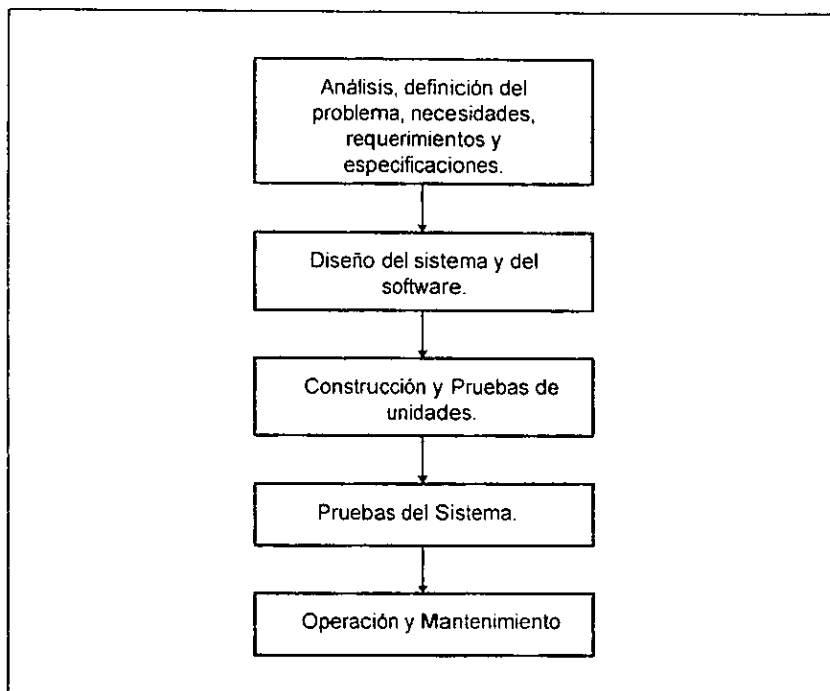 Análisis, definición del
problema, necesidades,
requerimientos y
especificaciones.
Diseño del sistema y del
software.
Construcción y Pruebas de
unidades.
Pruebas del Sistema.
Operación y Mantenimiento